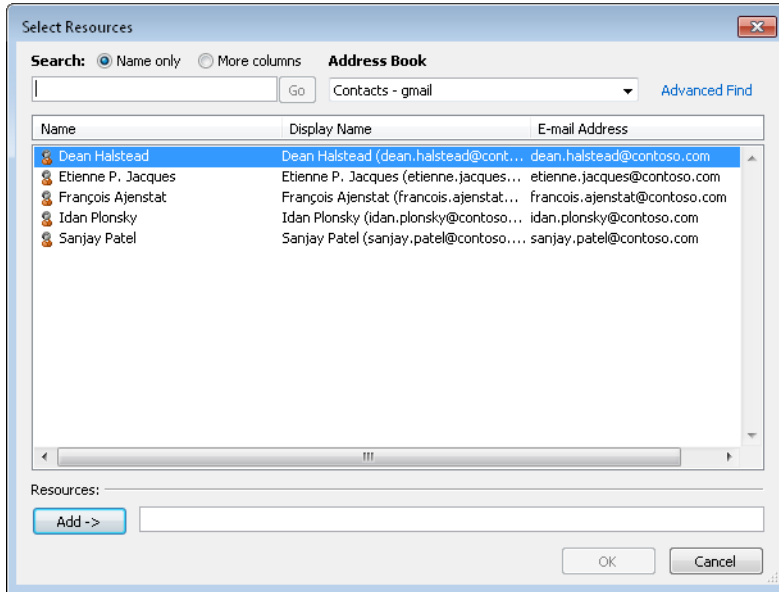 Select Resources
Search: Name only More columns Address Book
Go Contacts - gmail Advanced Find
Name Display Name E-mail Address
Dean Halstead Dean Halstead (dean.halstead@cont... dean.halstead@contoso.com
Etienne P. Jacques Etienne P. Jacques (etienne.jacques... etienne.jacques@contoso.com
François Ajenstat François Ajenstat (francois.ajenstat... francois.ajenstat@contoso.com
Idan Plonsky Idan Plonsky (idan.plonsky@contoso... idan.plonsky@contoso.com
Sanjay Patel Sanjay Patel (sanjay.patel@contoso.... sanjay.patel@contoso.com
Resources:
Add ->
OK Cancel